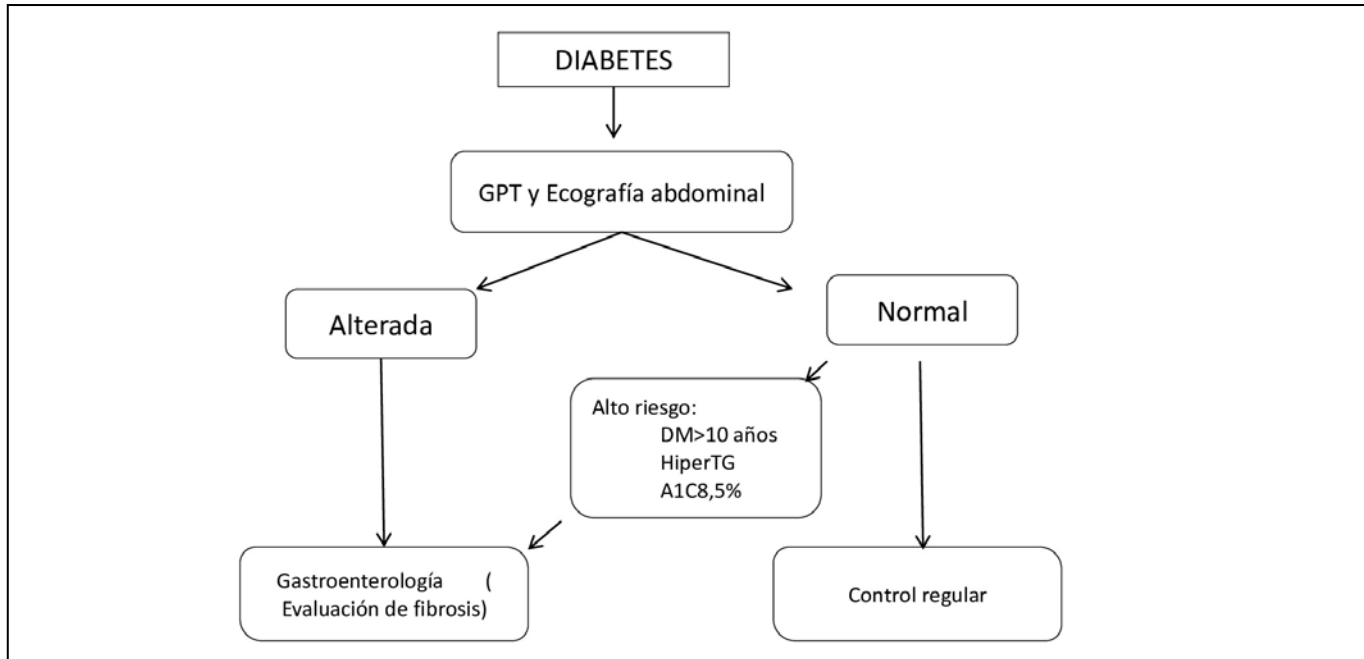 DIABETES
GPT y Ecografía abdominal
Alterada
Normal
Alto riesgo:
DM>10 años
HiperTG
A1C8,5%
Gastroenterología (
Evaluación de fibrosis)
Control regular